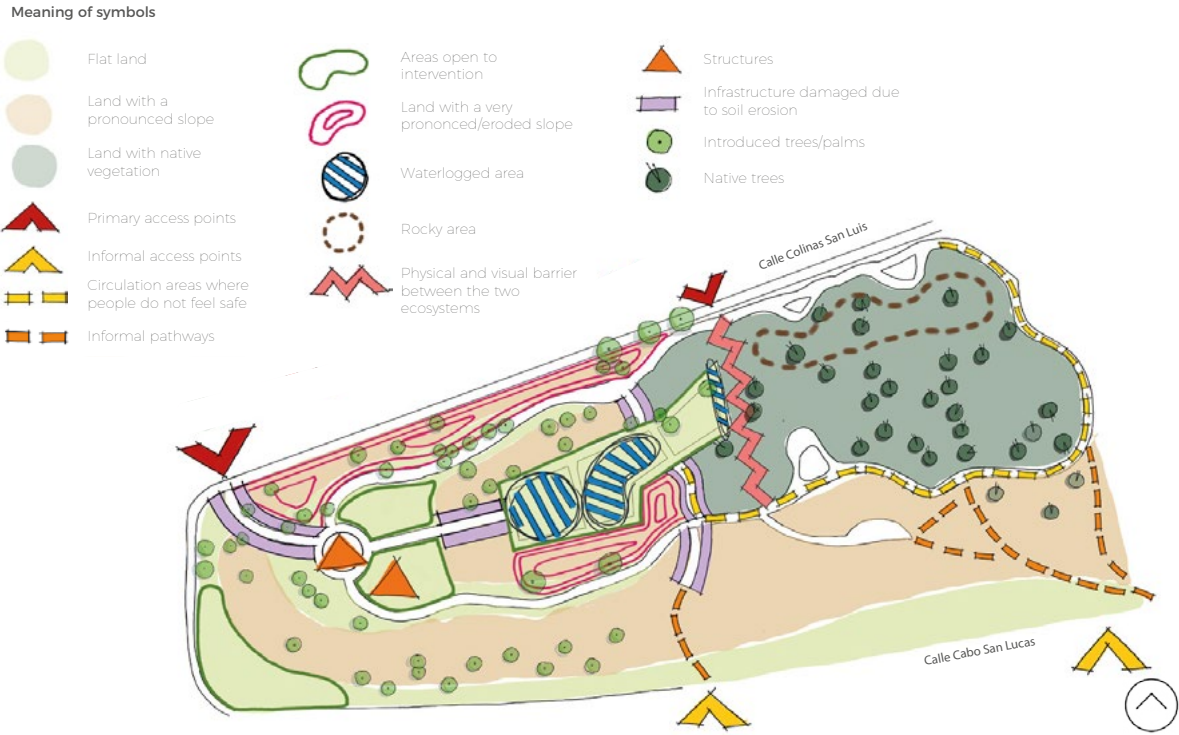 Meaning of symbols
Flat land
Land with a
pronounced slope
Land with native
vegetation
Primary access points
Informal access points
Circulation areas where
people do not feel safe
Informal pathways
Areas open to
intervention
Land with a very
prononced/eroded slope
Waterlogged area
Rocky area
Physical and visual barrier
between the two
ecosystems
Structures
Infrastructure damaged due
to soil erosion
Introduced trees/palms
Native trees
Calle Colinas San Luis
Calle Cabo San Lucas